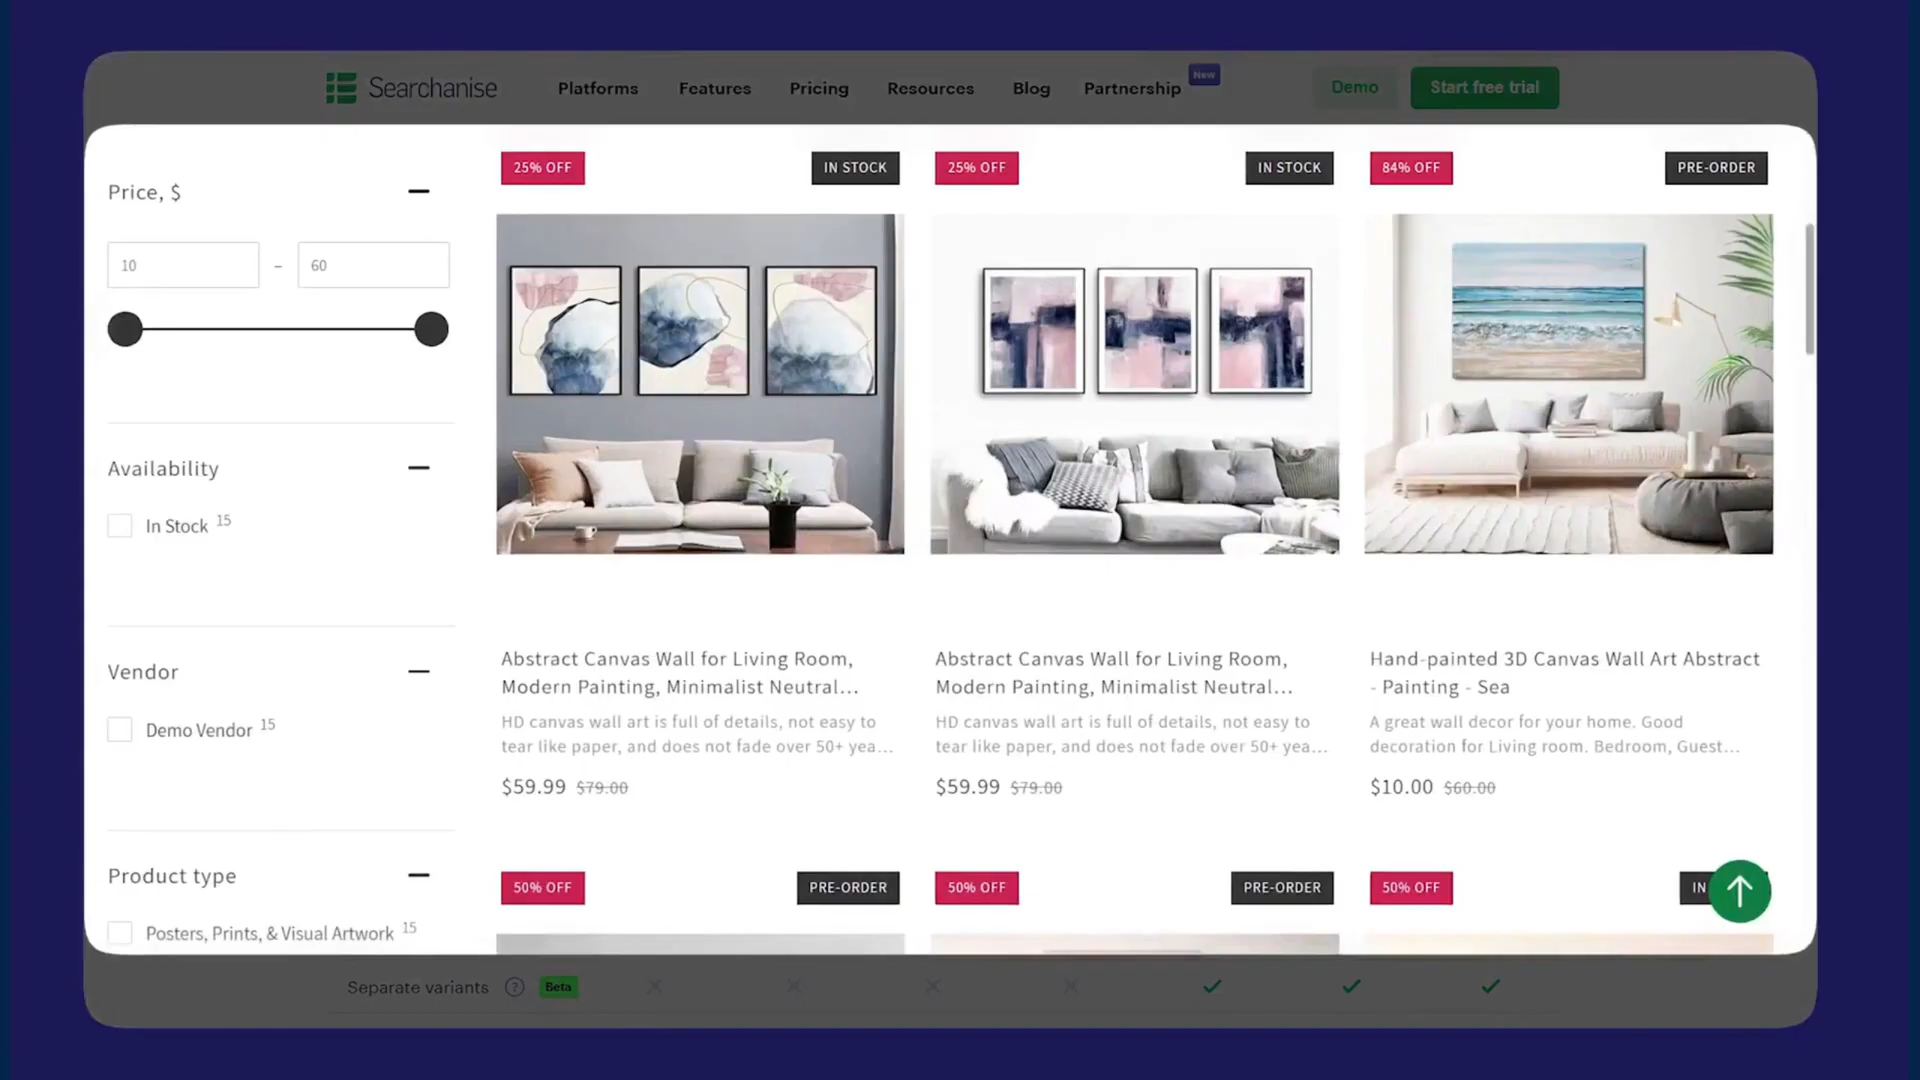 Searchanise
Platforms
Features
Pricing
Resources
Blog
Partnership
New
Demo
Start free trial
Price, $
10
–
60
Availability
In Stock 15
Vendor
Demo Vendor 15
Product type
Posters, Prints, & Visual Artwork 15
25% OFF
IN STOCK
Abstract Canvas Wall for Living Room,
Modern Painting, Minimalist Neutral...
HD canvas wall art is full of details, not easy to
tear like paper, and does not fade over 50+ yea...
$59.99 $79.00
25% OFF
IN STOCK
Abstract Canvas Wall for Living Room,
Modern Painting, Minimalist Neutral...
HD canvas wall art is full of details, not easy to
tear like paper, and does not fade over 50+ yea...
$59.99 $79.00
84% OFF
PRE-ORDER
Hand-painted 3D Canvas Wall Art Abstract
- Painting - Sea
A great wall decor for your home. Good
decoration for Living room. Bedroom, Guest...
$10.00 $60.00
50% OFF
PRE-ORDER
50% OFF
PRE-ORDER
50% OFF
IN
Separate variants ? Beta